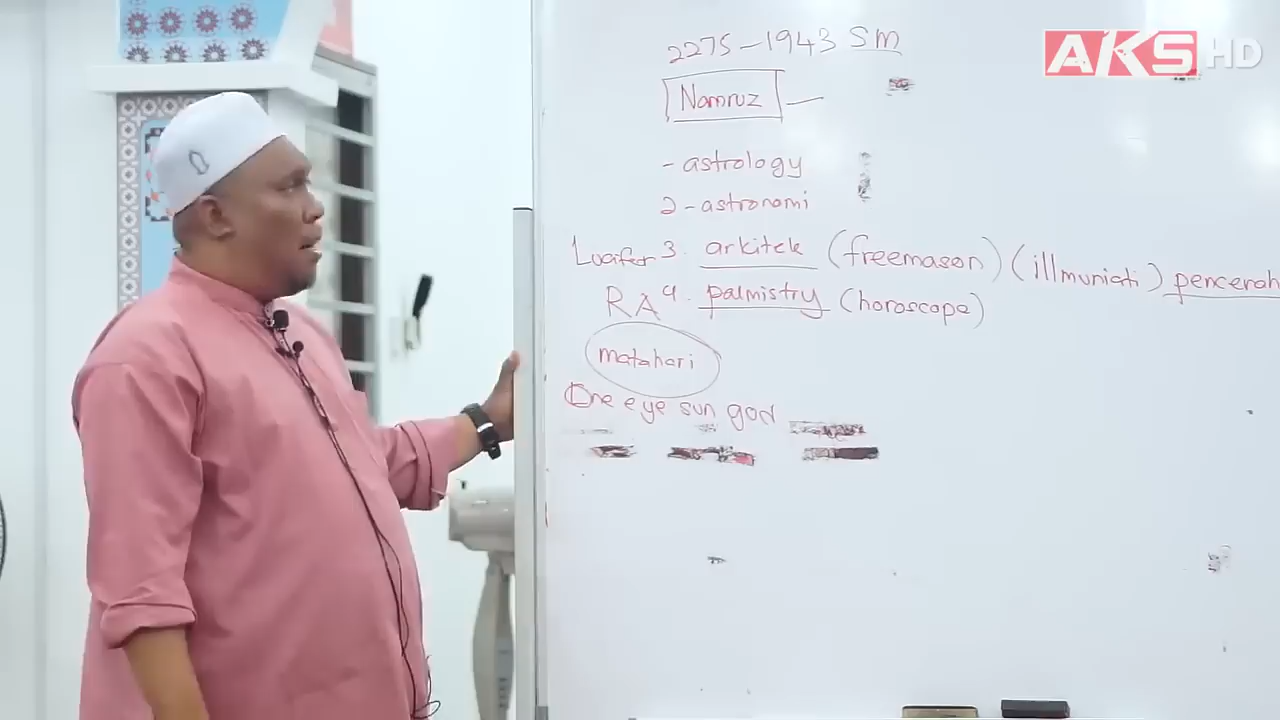 AKS HD
2275-1943 SM
Namruz -
- astrology
2 - astronomi
Lucifer 3. arkitek (freemason) (illmuniati) pencerah
RA 4. palmistry (horoscope)
matahari
One eye sun god